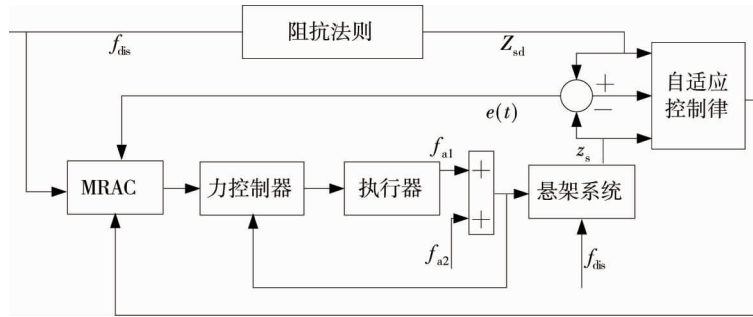 阻抗法则
f_dis
Z_sd
自适应
控制律
+
−
e(t)
z_s
f_a1
MRAC
力控制器
执行器
+
+
悬架系统
f_a2
f_dis